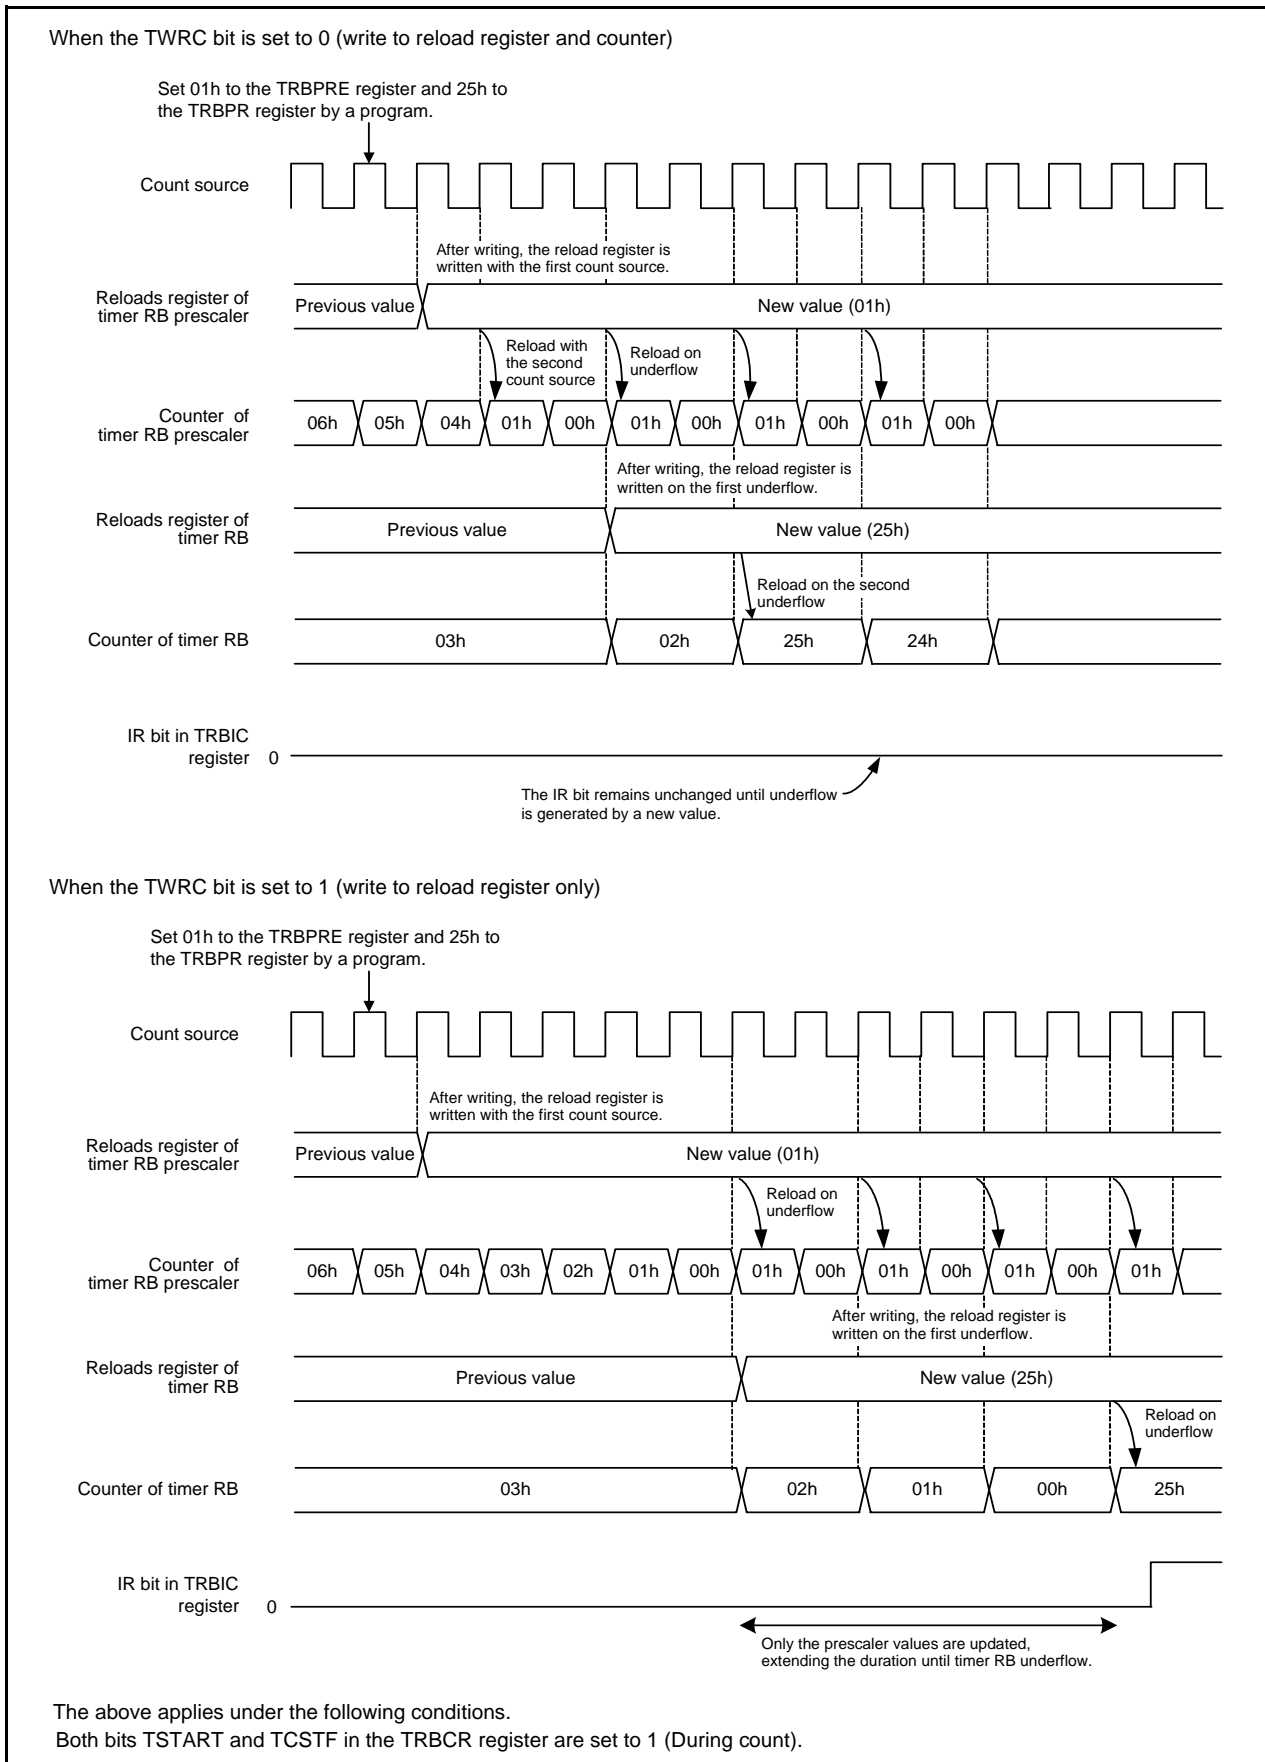 When the TWRC bit is set to 0 (write to reload register and counter)
Set 01h to the TRBPRE register and 25h to
the TRBPR register by a program.
Count source
After writing, the reload register is
written with the first count source.
Reloads register of
timer RB prescaler
Previous value
New value (01h)
Reload with
the second
count source
Reload on
underflow
Counter of
timer RB prescaler
06h 05h 04h 01h 00h 01h 00h 01h 00h 01h 00h
After writing, the reload register is
written on the first underflow.
Reloads register of
timer RB
Previous value
New value (25h)
Reload on the second
underflow
Counter of timer RB
03h 02h 25h 24h
IR bit in TRBIC
register
0
The IR bit remains unchanged until underflow
is generated by a new value.
When the TWRC bit is set to 1 (write to reload register only)
Set 01h to the TRBPRE register and 25h to
the TRBPR register by a program.
Count source
After writing, the reload register is
written with the first count source.
Reloads register of
timer RB prescaler
Previous value
New value (01h)
Reload on
underflow
Counter of
timer RB prescaler
06h 05h 04h 03h 02h 01h 00h 01h 00h 01h 00h 01h 00h 01h
After writing, the reload register is
written on the first underflow.
Reloads register of
timer RB
Previous value
New value (25h)
Reload on
underflow
Counter of timer RB
03h 02h 01h 00h 25h
IR bit in TRBIC
register
0
Only the prescaler values are updated,
extending the duration until timer RB underflow.
The above applies under the following conditions.
Both bits TSTART and TCSTF in the TRBCR register are set to 1 (During count).